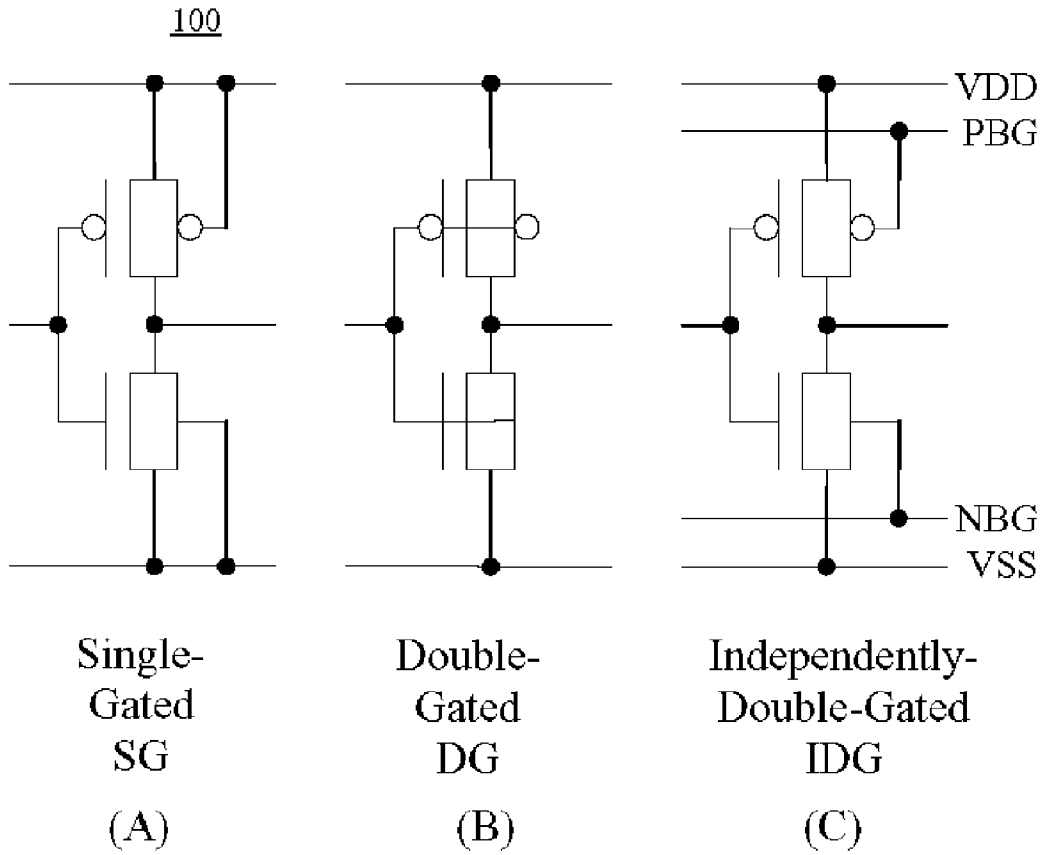 100
VDD
PBG
NBG
VSS
Single-
Gated
SG
(A)
Double-
Gated
DG
(B)
Independently-
Double-Gated
IDG
(C)